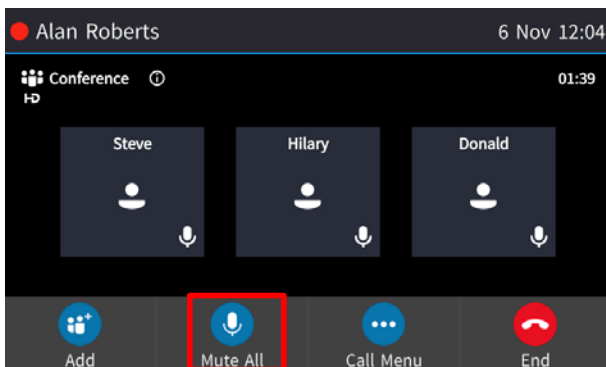 Alan Roberts 6 Nov 12:04
Conference 01:39
HD
Steve Hilary Donald
Add Mute All Call Menu End